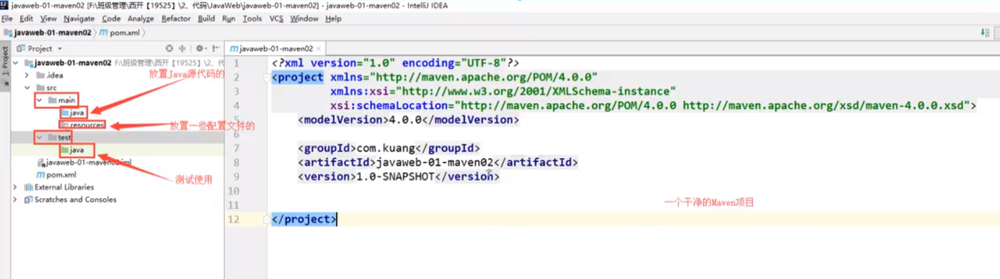 javaweb-01-maven02 [F:\班级管理\西开【19525】\2、代码\JavaWeb\javaweb-01-maven02] - javaweb-01-maven02 - IntelliJ IDEA
File Edit View Navigate Code Analyze Refactor Build Run Tools VCS Window Help
javaweb-01-maven02 pom.xml
1: Project
Project
javaweb-01-maven02
javaweb-01-maven02 F:\班级管理\西开【19525】\2、代
.idea
放置Java源代码的
src
main
java
resources
放置一些配置文件的
test
java
javaweb-01-maven02.iml
测试使用
pom.xml
External Libraries
Scratches and Consoles
1 <?xml version="1.0" encoding="UTF-8"?>
2 <project xmlns="http://maven.apache.org/POM/4.0.0"
3 xmlns:xsi="http://www.w3.org/2001/XMLSchema-instance"
4 xsi:schemaLocation="http://maven.apache.org/POM/4.0.0 http://maven.apache.org/xsd/maven-4.0.0.xsd">
5 <modelVersion>4.0.0</modelVersion>
6
7 <groupId>com.kuang</groupId>
8 <artifactId>javaweb-01-maven02</artifactId>
9 <version>1.0-SNAPSHOT</version>
10
11
一个干净的Maven项目
12 </project>